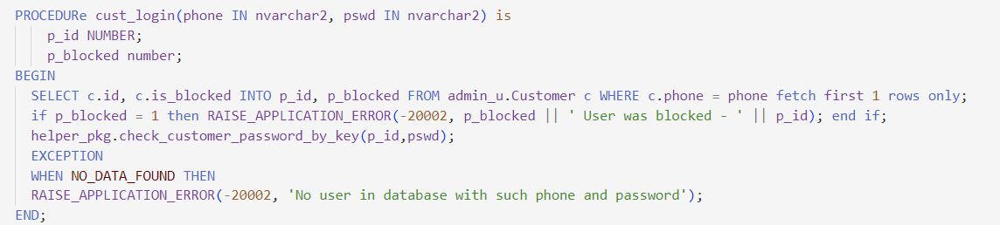 PROCEDURe cust_login(phone IN nvarchar2, pswd IN nvarchar2) is
p_id NUMBER;
p_blocked number;
BEGIN
SELECT c.id, c.is_blocked INTO p_id, p_blocked FROM admin_u.Customer c WHERE c.phone = phone fetch first 1 rows only;
if p_blocked = 1 then RAISE_APPLICATION_ERROR(-20002, p_blocked || ' User was blocked - ' || p_id); end if;
helper_pkg.check_customer_password_by_key(p_id,pswd);
EXCEPTION
WHEN NO_DATA_FOUND THEN
RAISE_APPLICATION_ERROR(-20002, 'No user in database with such phone and password');
END;